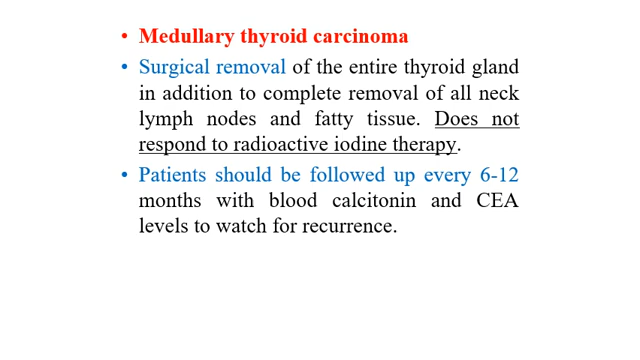 • Medullary thyroid carcinoma
• Surgical removal of the entire thyroid gland
in addition to complete removal of all neck
lymph nodes and fatty tissue. Does not
respond to radioactive iodine therapy.
• Patients should be followed up every 6-12
months with blood calcitonin and CEA
levels to watch for recurrence.